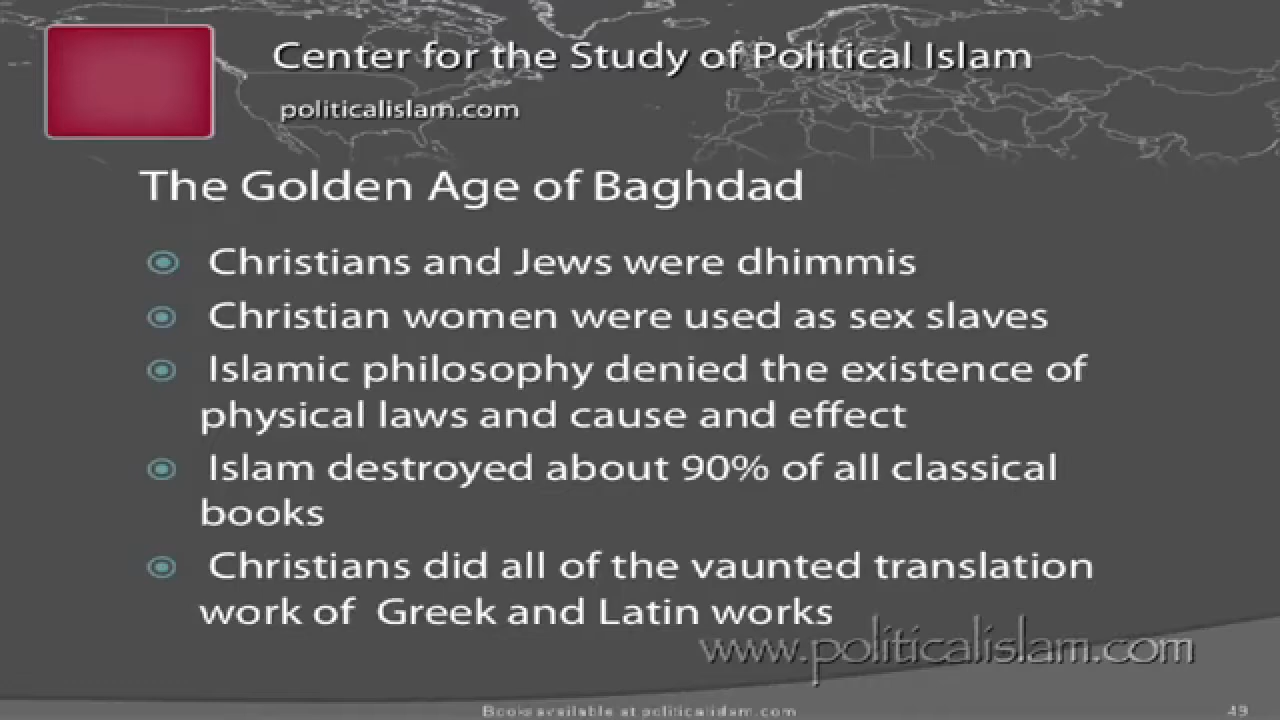 Center for the Study of Political Islam
politicalislam.com
The Golden Age of Baghdad
Christians and Jews were dhimmis
Christian women were used as sex slaves
Islamic philosophy denied the existence of
physical laws and cause and effect
Islam destroyed about 90% of all classical
books
Christians did all of the vaunted translation
work of Greek and Latin works
www.politicalislam.com
Books available at politicalislam.com
49